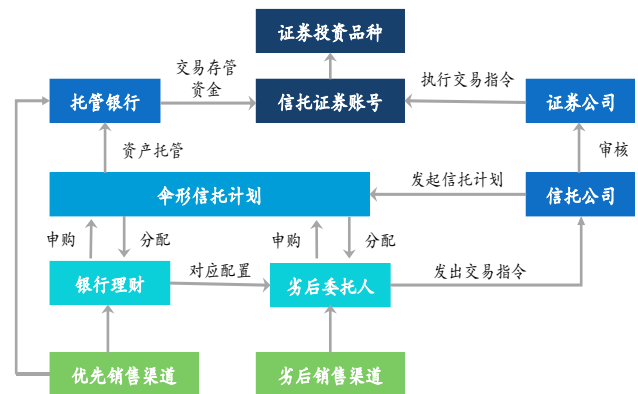 证券投资品种
交易存管
资金
执行交易指令
托管银行
信托证券账号
证券公司
资产托管
审核
发起信托计划
伞形信托计划
信托公司
申购
分配
申购
分配
对应配置
发出交易指令
银行理财
劣后委托人
优先销售渠道
劣后销售渠道